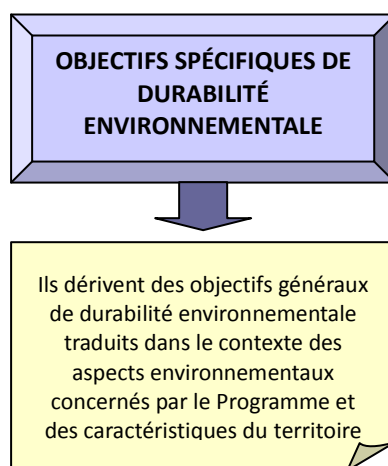 OBJECTIFS SPÉCIFIQUES DE
DURABILITÉ
ENVIRONNEMENTALE
Ils dérivent des objectifs généraux
de durabilité environnementale
traduits dans le contexte des
aspects environnementaux
concernés par le Programme et
des caractéristiques du territoire